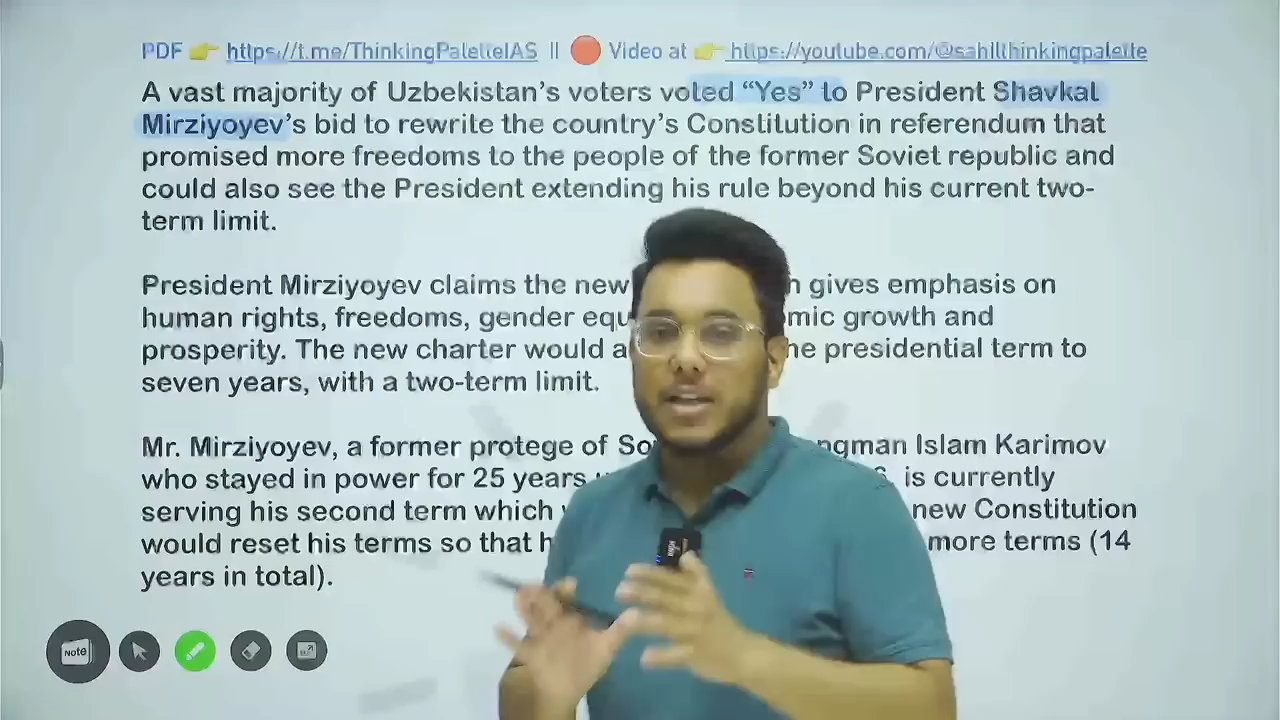 PDF 👉 https://t.me/ThinkingPaletteIAS || 🔴 Video at 👉 https://youtube.com/@sahilthinkingpalette
A vast majority of Uzbekistan's voters voted "Yes" to President Shavkat
Mirziyoyev's bid to rewrite the country's Constitution in referendum that
promised more freedoms to the people of the former Soviet republic and
could also see the President extending his rule beyond his current two-
term limit.
President Mirziyoyev claims the new gives emphasis on
human rights, freedoms, gender growth and
prosperity. The new charter would presidential term to
seven years, with a two-term limit.
Mr. Mirziyoyev, a former protege of Islam Karimov
who stayed in power for 25 years is currently
serving his second term which new Constitution
would reset his terms so that more terms (14
years in total).
NOTE